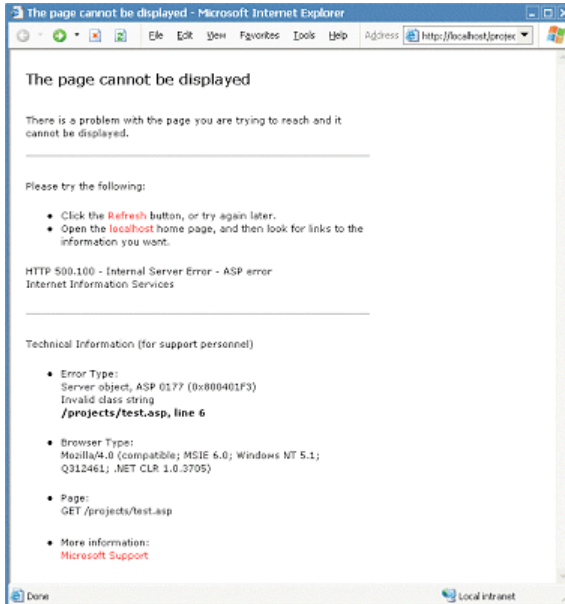 The page cannot be displayed - Microsoft Internet Explorer
File Edit View Favorites Tools Help Address http://localhost/projec
The page cannot be displayed
There is a problem with the page you are trying to reach and it
cannot be displayed.
Please try the following:
Click the Refresh button, or try again later.
Open the localhost home page, and then look for links to the
information you want.
HTTP 500.100 - Internal Server Error - ASP error
Internet Information Services
Technical Information (for support personnel)
Error Type:
Server object, ASP 0177 (0x800401F3)
Invalid class string
/projects/test.asp, line 6
Browser Type:
Mozilla/4.0 (compatible; MSIE 6.0; Windows NT 5.1;
Q312461; .NET CLR 1.0.3705)
Page:
GET /projects/test.asp
More information:
Microsoft Support
Done Local intranet